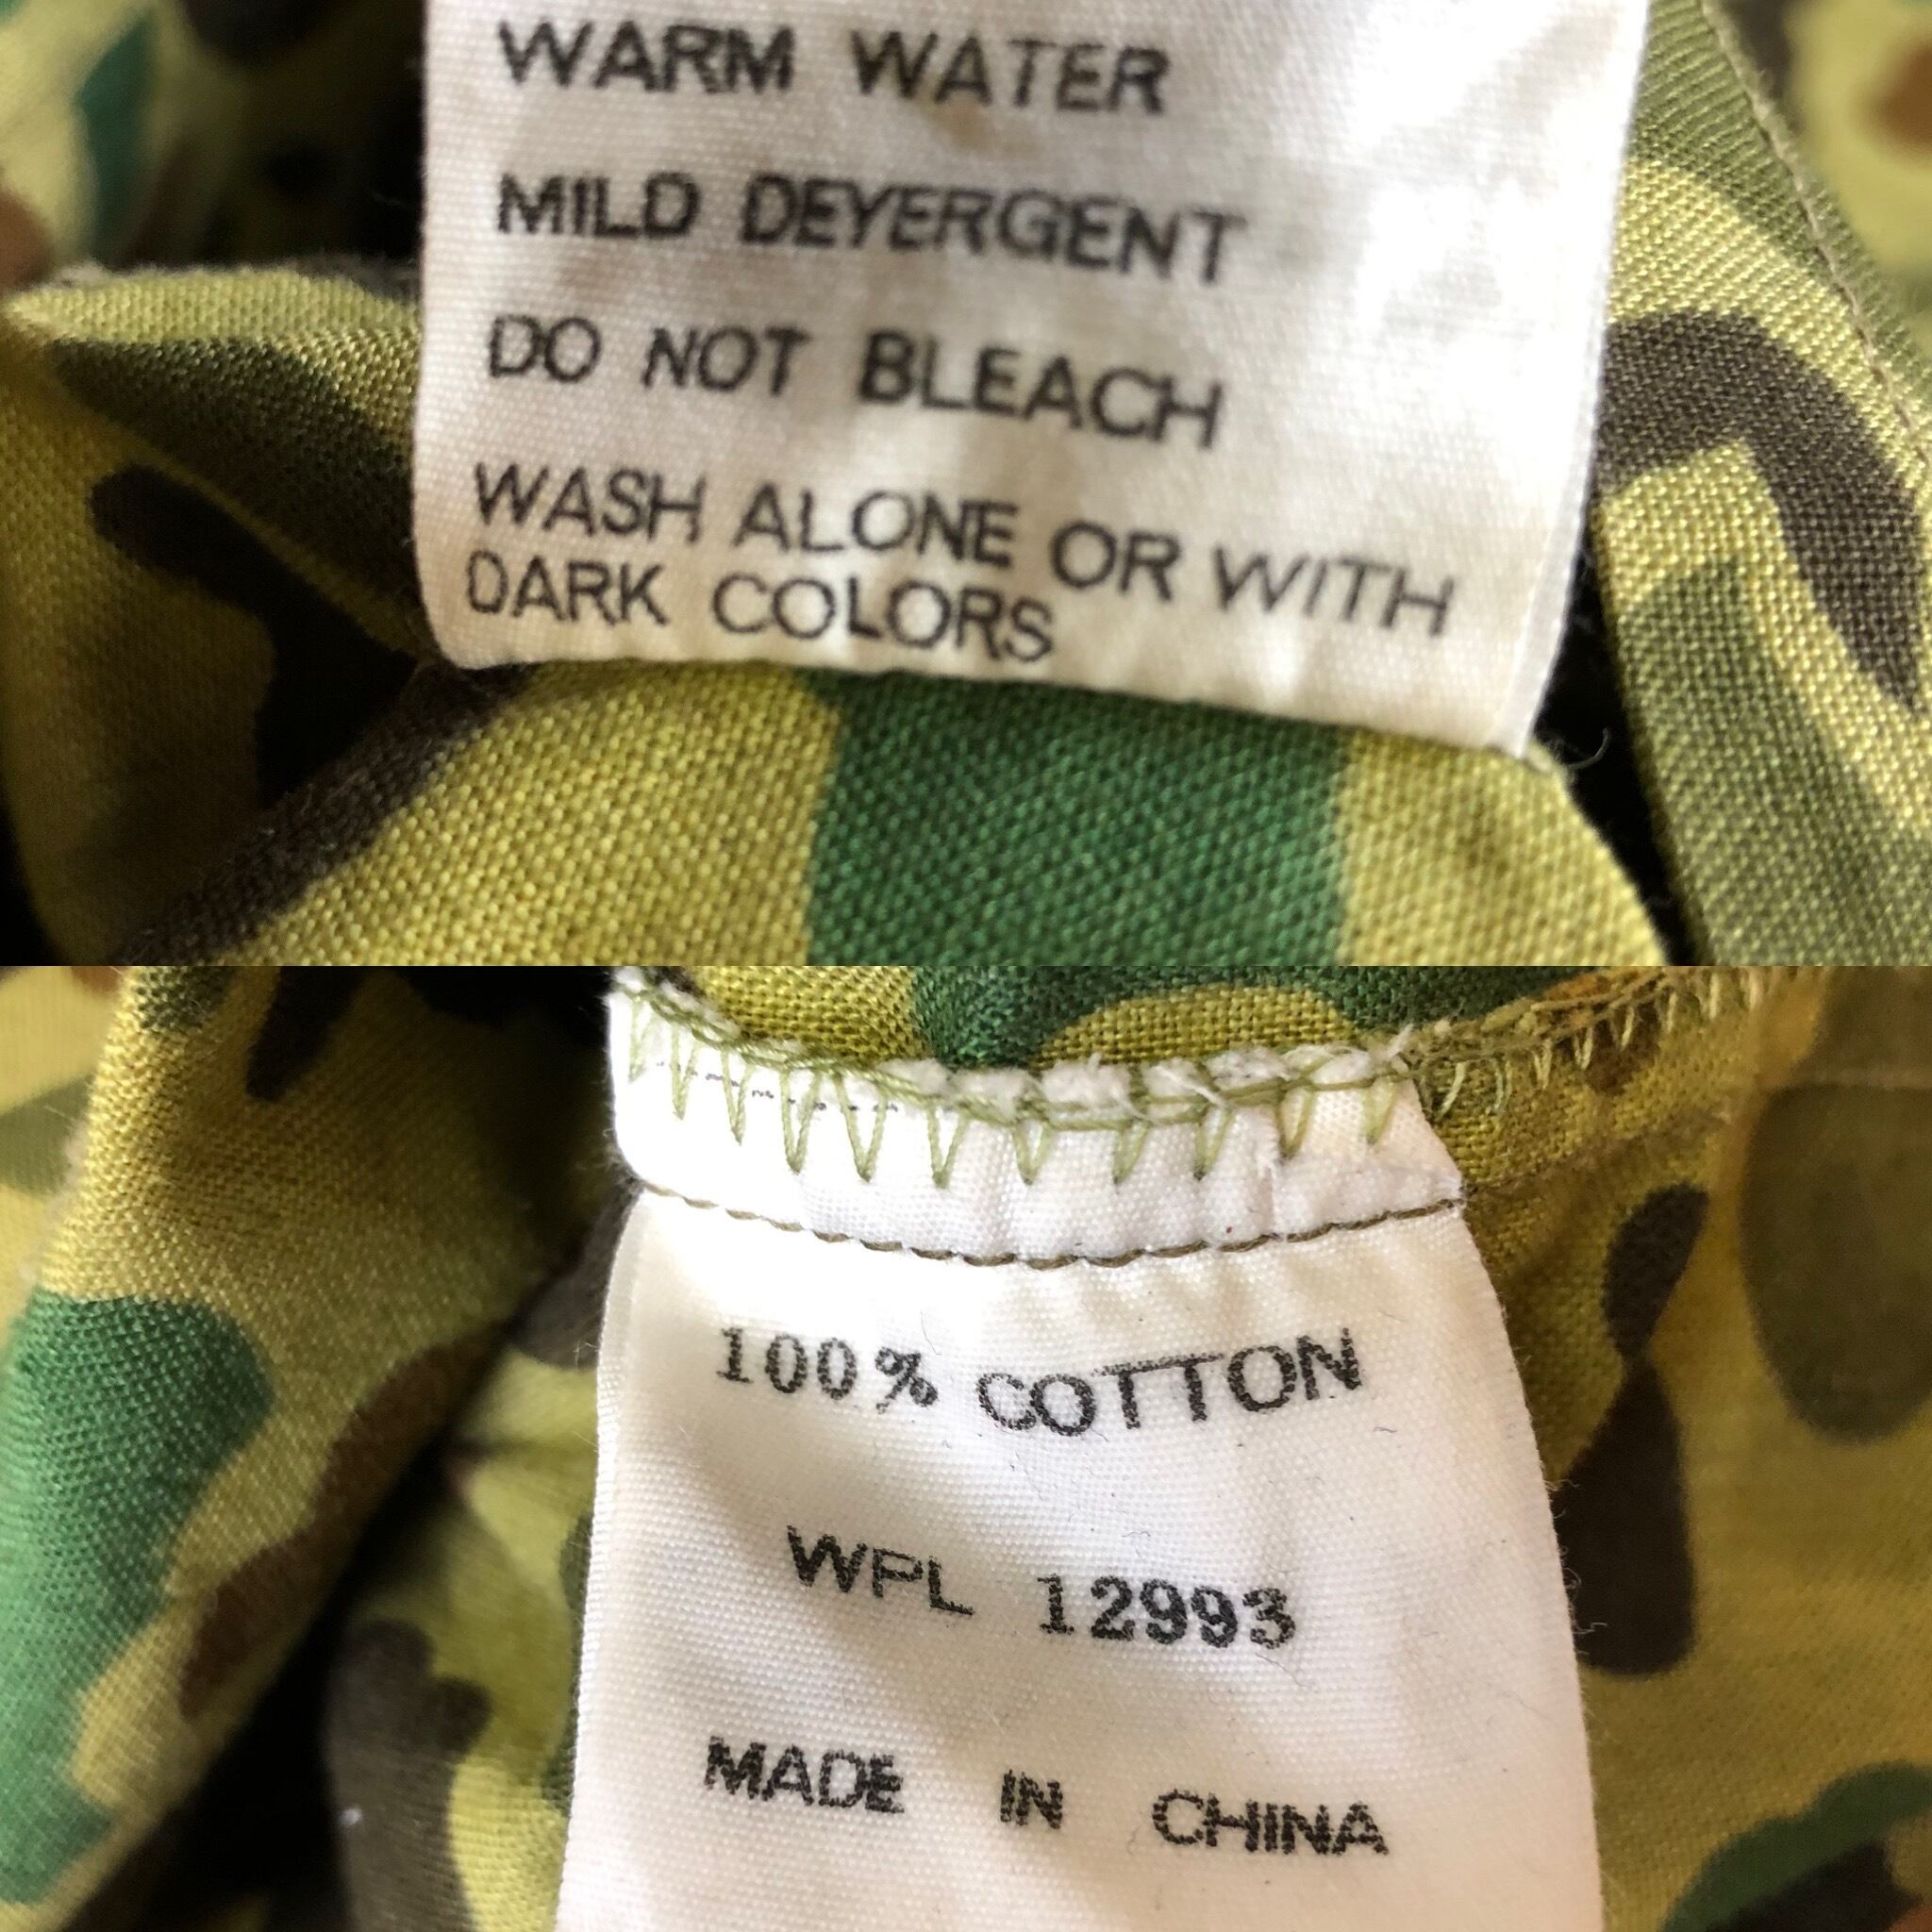 WARM WATER
MILD DEYERGENT
DO NOT BLEACH
WASH ALONE OR WITH
DARK COLORS
100% COTTON
WPL 12993
MADE IN CHINA